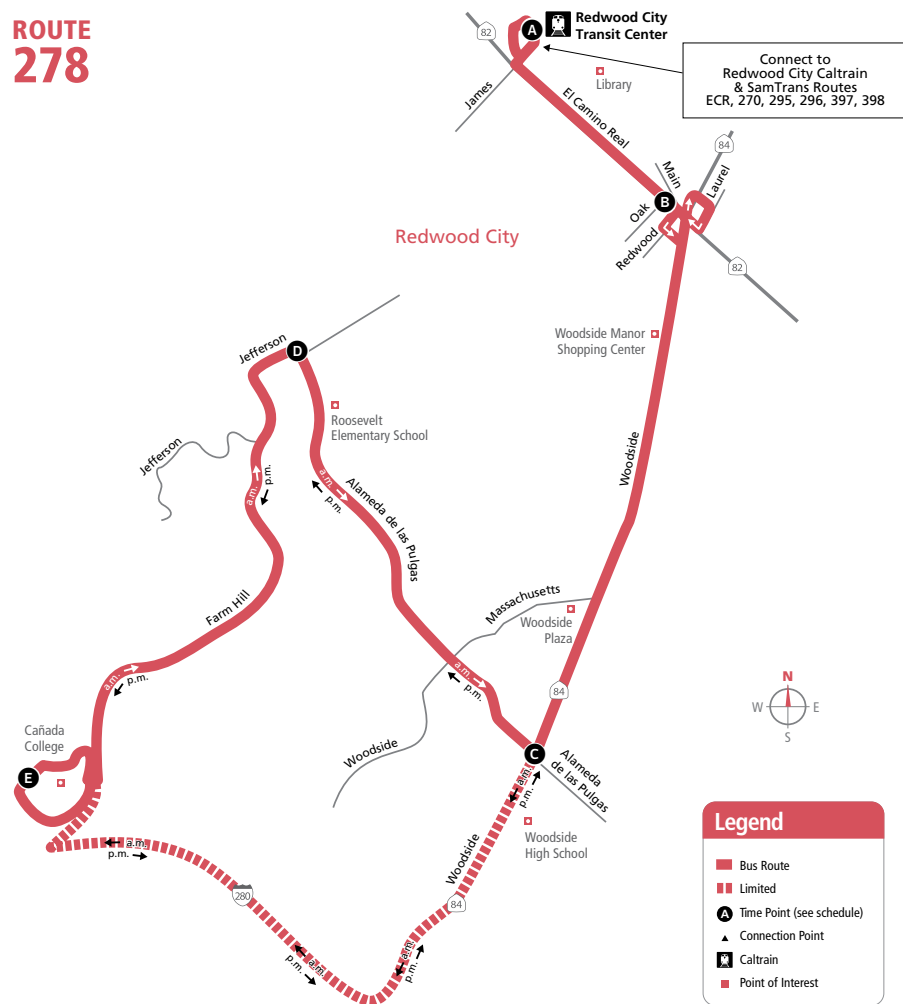 ROUTE
278
82
A
Redwood City
Transit Center
Connect to
Redwood City Caltrain
& SamTrans Routes
ECR, 270, 295, 296, 397, 398
Library
James
El Camino Real
84
Main
Laurel
B
Oak
Redwood
82
Redwood City
Woodside Manor
Shopping Center
Jefferson
D
Roosevelt
Elementary School
Jefferson
a.m.
p.m.
a.m.
p.m.
Alameda de las Pulgas
Woodside
Farm Hill
Massachusetts
Woodside
Plaza
a.m.
p.m.
a.m.
p.m.
84
N
W
E
S
Cañada
College
E
Woodside
C
Alameda
de las Pulgas
a.m.
p.m.
Woodside
High School
a.m.
p.m.
Woodside
84
280
a.m.
p.m.
a.m.
p.m.
Legend
Bus Route
Limited
A
Time Point (see schedule)
Connection Point
Caltrain
Point of Interest